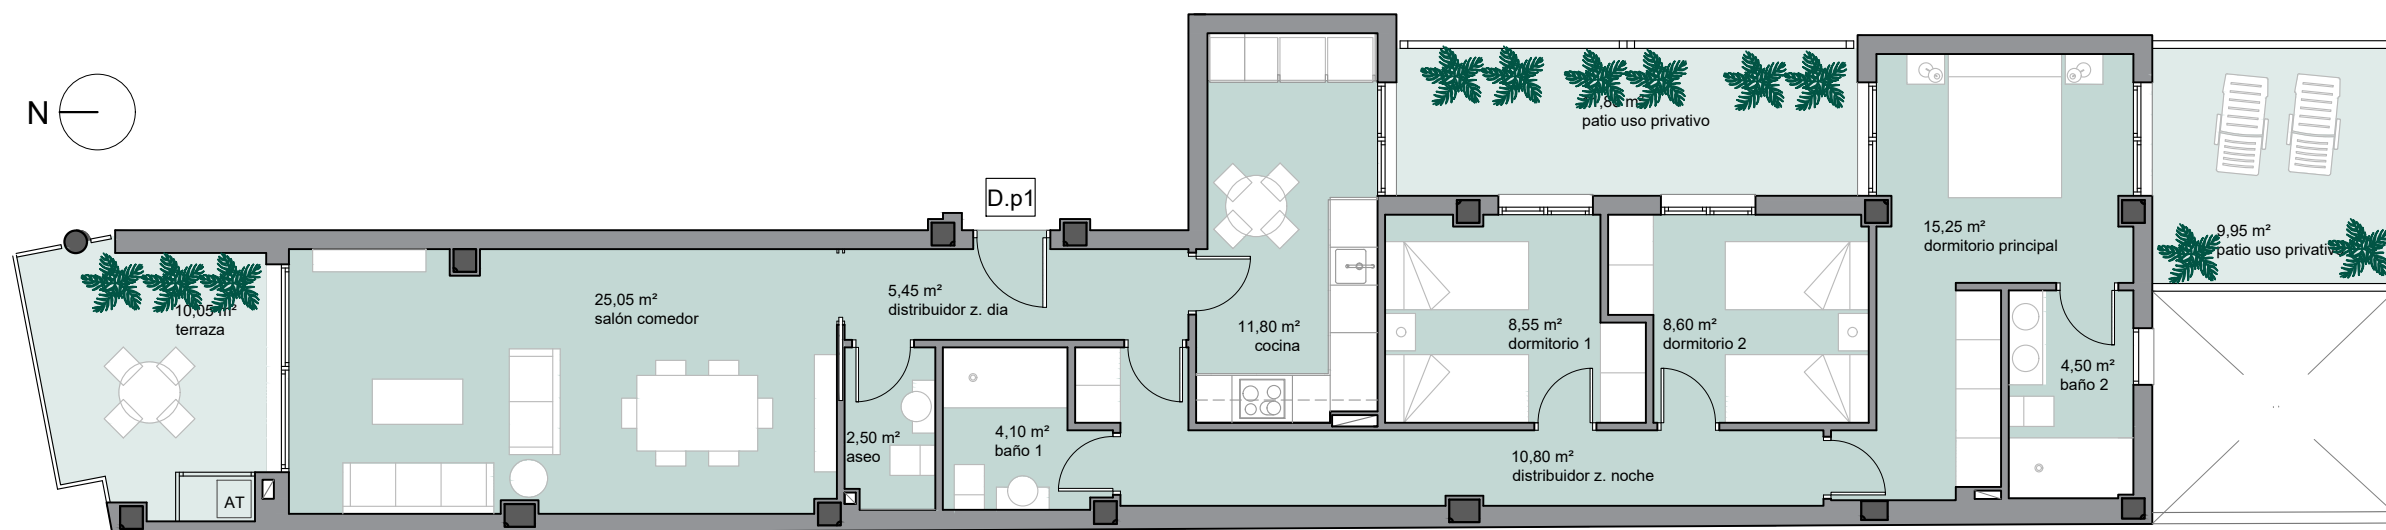 N
D.p1
10,05 m²
terraza
AT
25,05 m²
salón comedor
5,45 m²
distribuidor z. dia
2,50 m²
aseo
4,10 m²
baño 1
11,80 m²
cocina
patio uso privativo
8,55 m²
dormitorio 1
8,60 m²
dormitorio 2
10,80 m²
distribuidor z. noche
15,25 m²
dormitorio principal
4,50 m²
baño 2
9,95 m²
patio uso privativo